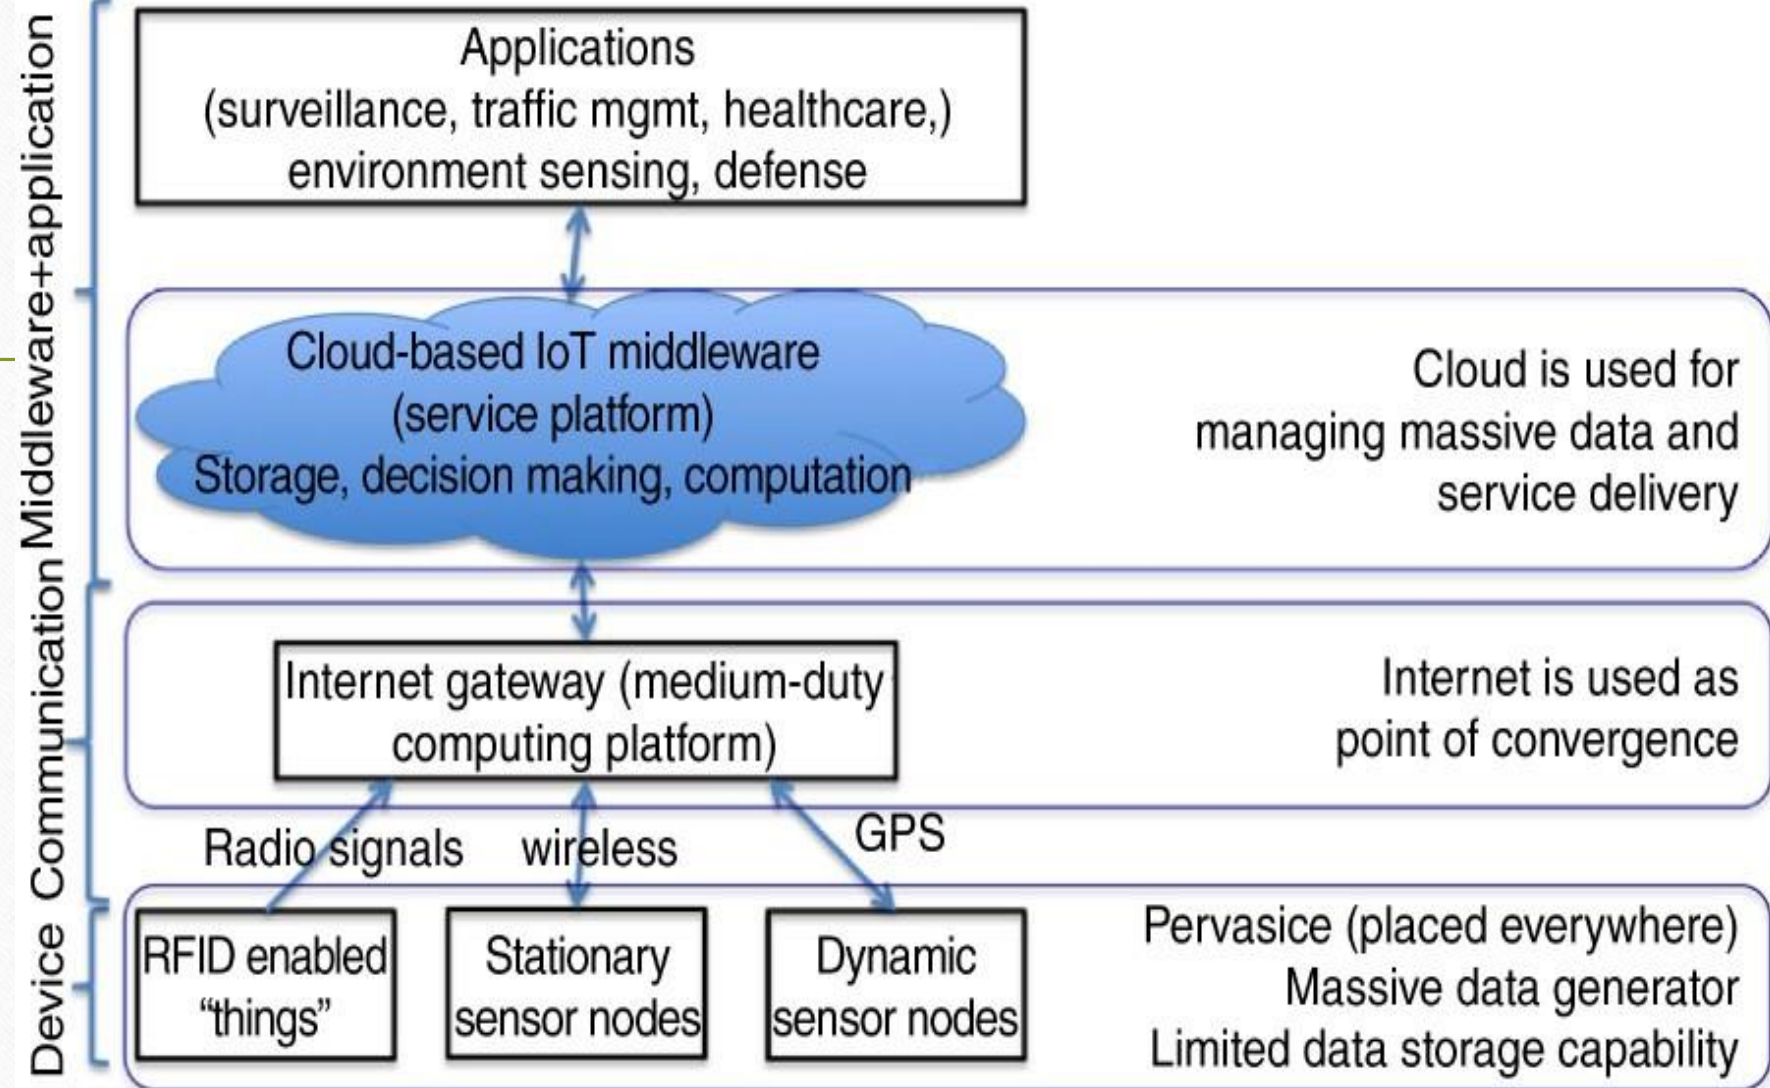 Middleware+application
Applications
(surveillance, traffic mgmt, healthcare,)
environment sensing, defense
Cloud-based IoT middleware
(service platform)
Storage, decision making, computation
Cloud is used for
managing massive data and
service delivery
Communication
Internet gateway (medium-duty
computing platform)
Internet is used as
point of convergence
Radio signals
wireless
GPS
Device
RFID enabled
“things”
Stationary
sensor nodes
Dynamic
sensor nodes
Pervasice (placed everywhere)
Massive data generator
Limited data storage capability